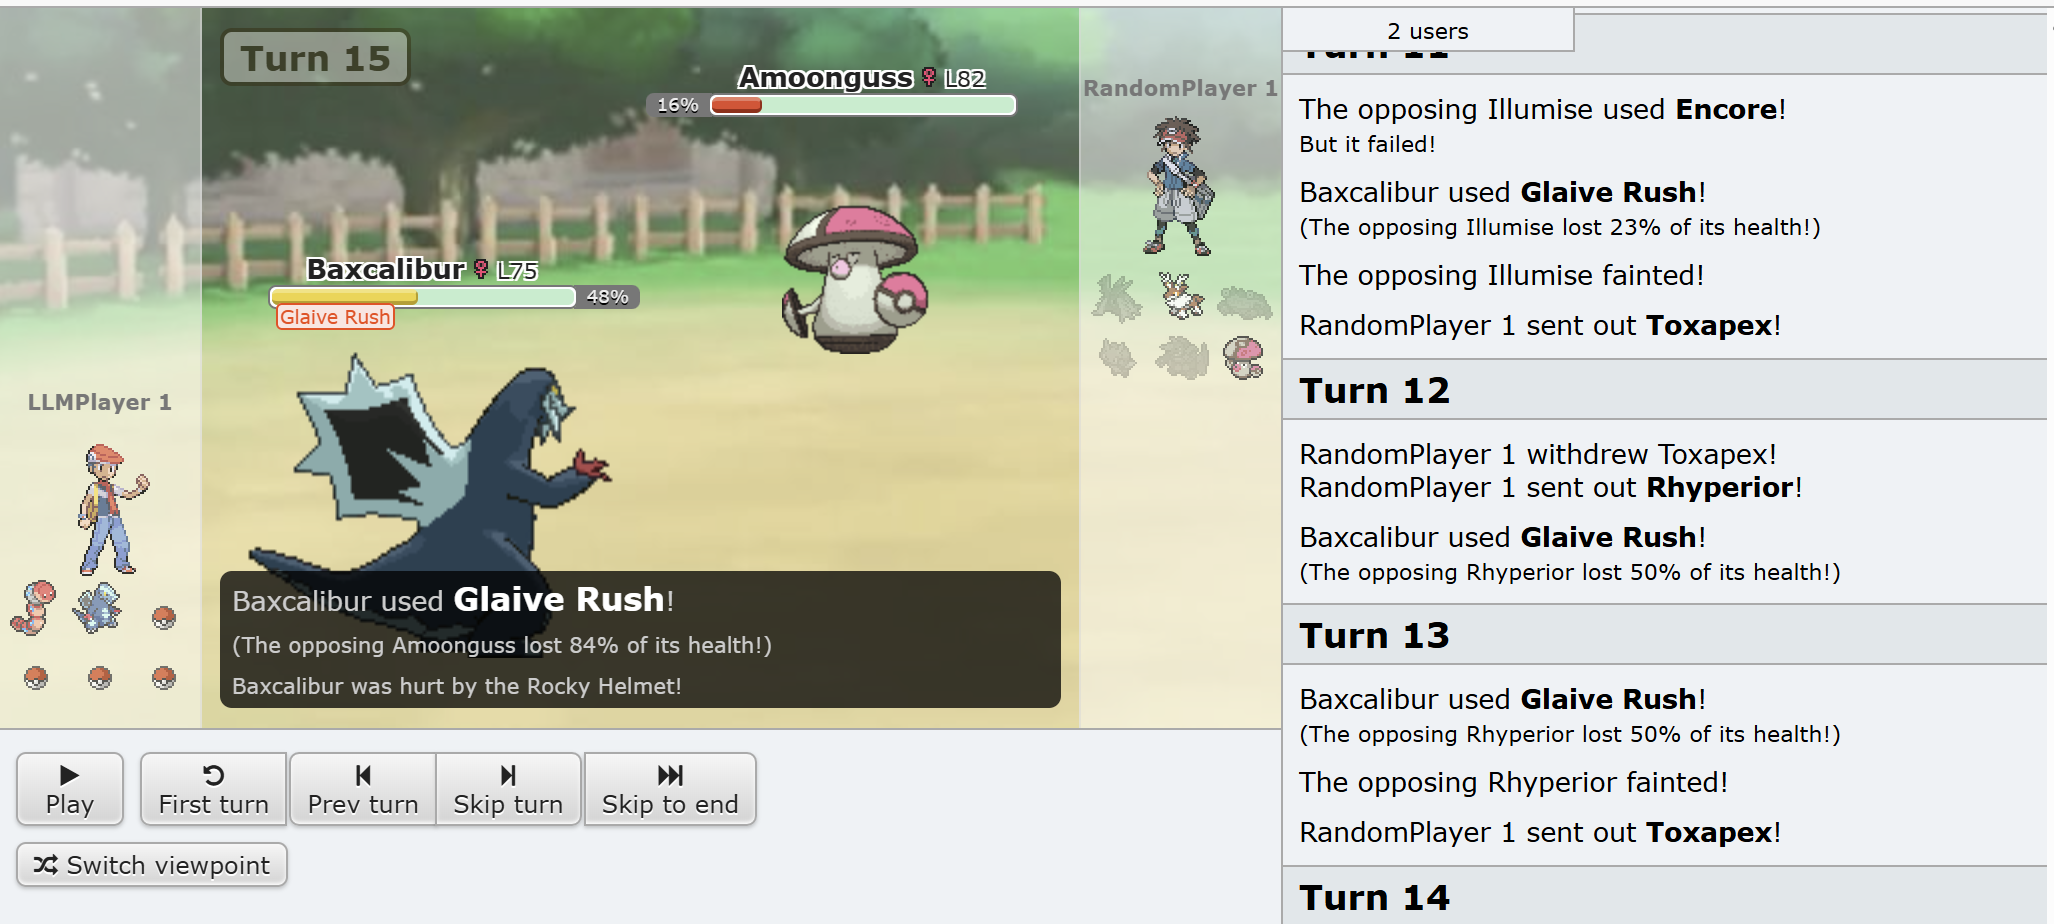 Turn 15
Amoonguss L82
16%
Baxcalibur L75
48%
Glaive Rush
RandomPlayer 1
LLMPlayer 1
Baxcalibur used Glaive Rush!
(The opposing Amoonguss lost 84% of its health!)
Baxcalibur was hurt by the Rocky Helmet!
Play
First turn
Prev turn
Skip turn
Skip to end
Switch viewpoint
2 users
Turn 11
The opposing Illumise used Encore!
But it failed!
Baxcalibur used Glaive Rush!
(The opposing Illumise lost 23% of its health!)
The opposing Illumise fainted!
RandomPlayer 1 sent out Toxapex!
Turn 12
RandomPlayer 1 withdrew Toxapex!
RandomPlayer 1 sent out Rhyperior!
Baxcalibur used Glaive Rush!
(The opposing Rhyperior lost 50% of its health!)
Turn 13
Baxcalibur used Glaive Rush!
(The opposing Rhyperior lost 50% of its health!)
The opposing Rhyperior fainted!
RandomPlayer 1 sent out Toxapex!
Turn 14